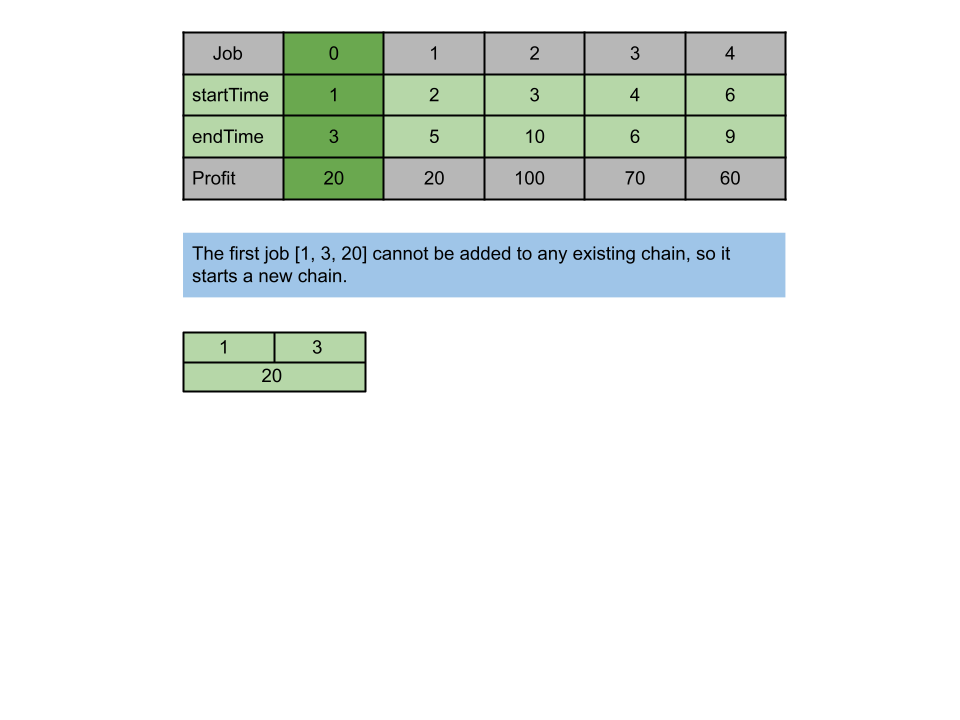 Job 0 1 2 3 4
startTime 1 2 3 4 6
endTime 3 5 10 6 9
Profit 20 20 100 70 60
The first job [1, 3, 20] cannot be added to any existing chain, so it
starts a new chain.
1 3
20